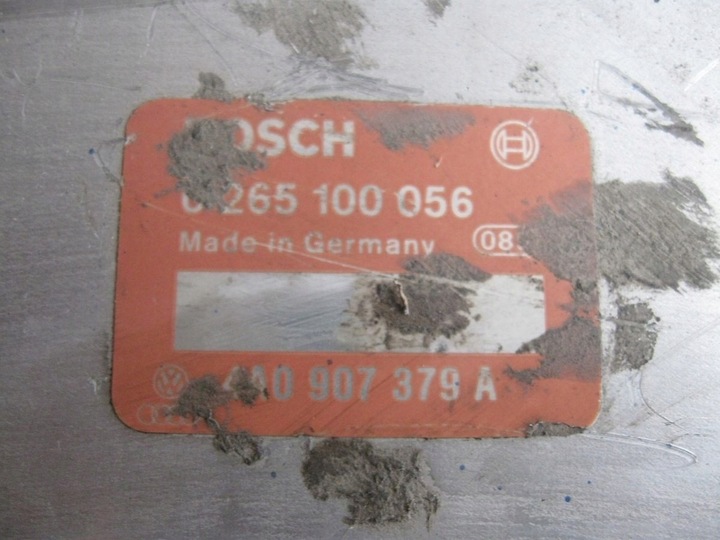 BOSCH
0 265 100 056
Made in Germany 08
4A0 907 379 A